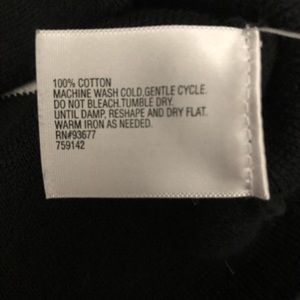 100% COTTON
MACHINE WASH COLD.GENTLE CYCLE.
DO NOT BLEACH.TUMBLE DRY.
UNTIL DAMP, RESHAPE AND DRY FLAT.
WARM IRON AS NEEDED.
RN#93677
759142